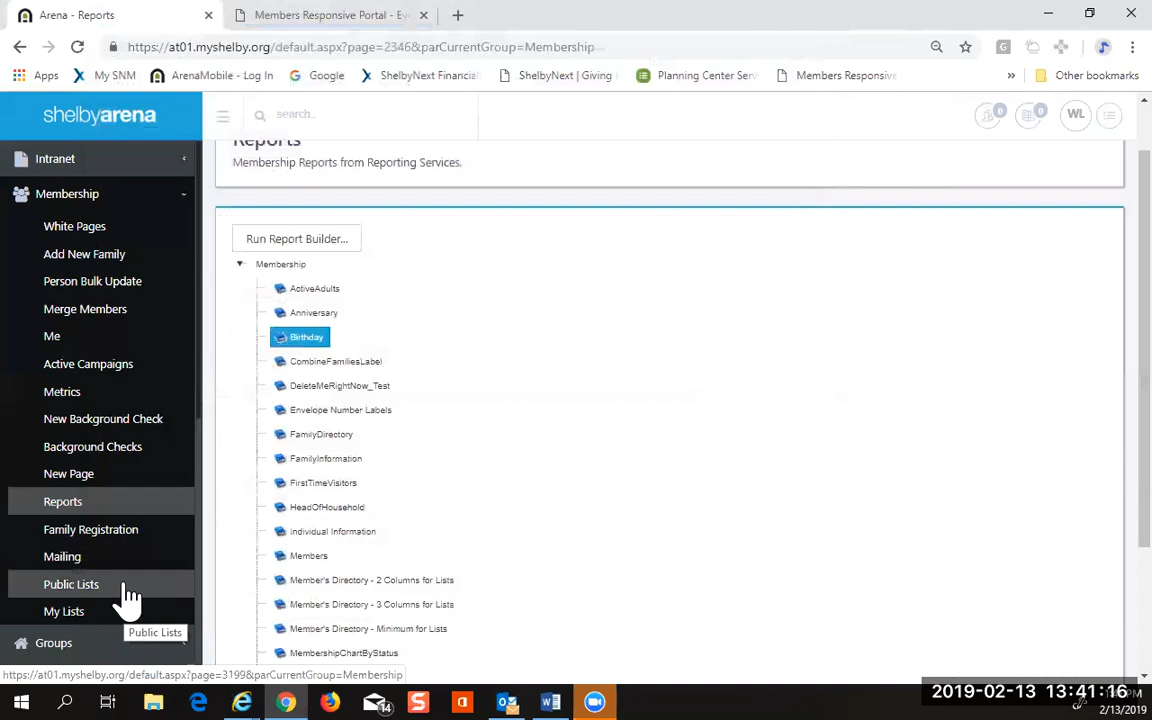 Arena - Reports
Members Responsive Portal - Ev
https://at01.myshelby.org/default.aspx?page=2346&parCurrentGroup=Membership...
G
Apps
My SNM
ArenaMobile - Log In
Google
ShelbyNext Financial
ShelbyNext | Giving
Planning Center Serv
Members Responsive
Other bookmarks
shelbyarena
search..
0
0
WL
Intranet
Membership
White Pages
Add New Family
Person Bulk Update
Merge Members
Me
Active Campaigns
Metrics
New Background Check
Background Checks
New Page
Reports
Family Registration
Mailing
Public Lists
My Lists
Groups
Public Lists
Reports
Membership Reports from Reporting Services.
Run Report Builder...
Membership
ActiveAdults
Anniversary
Birthday
CombineFamiliesLabel
DeleteMeRightNow_Test
Envelope Number Labels
FamilyDirectory
FamilyInformation
FirstTimeVisitors
HeadOfHousehold
Individual Information
Members
Member's Directory - 2 Columns for Lists
Member's Directory - 3 Columns for Lists
Member's Directory - Minimum for Lists
MembershipChartByStatus
https://at01.myshelby.org/default.aspx?page=3199&parCurrentGroup=Membership
14
2019-02-13 13:41:16
PM
2/13/2019